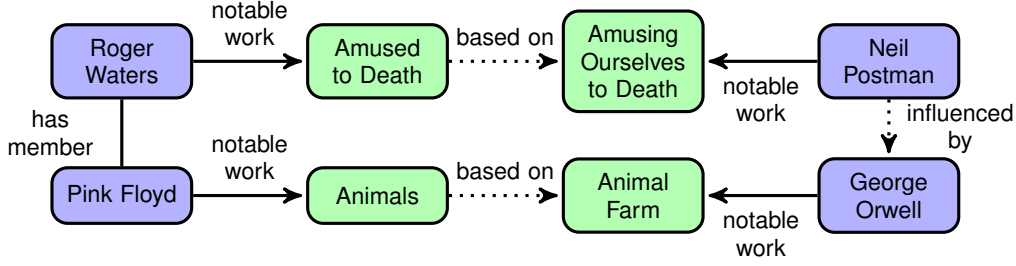 notable
work
Roger
Waters
Amused
to Death
based on
Amusing
Ourselves
to Death
notable
work
Neil
Postman
has
member
influenced
by
Pink Floyd
notable
work
Animals
based on
Animal
Farm
notable
work
George
Orwell